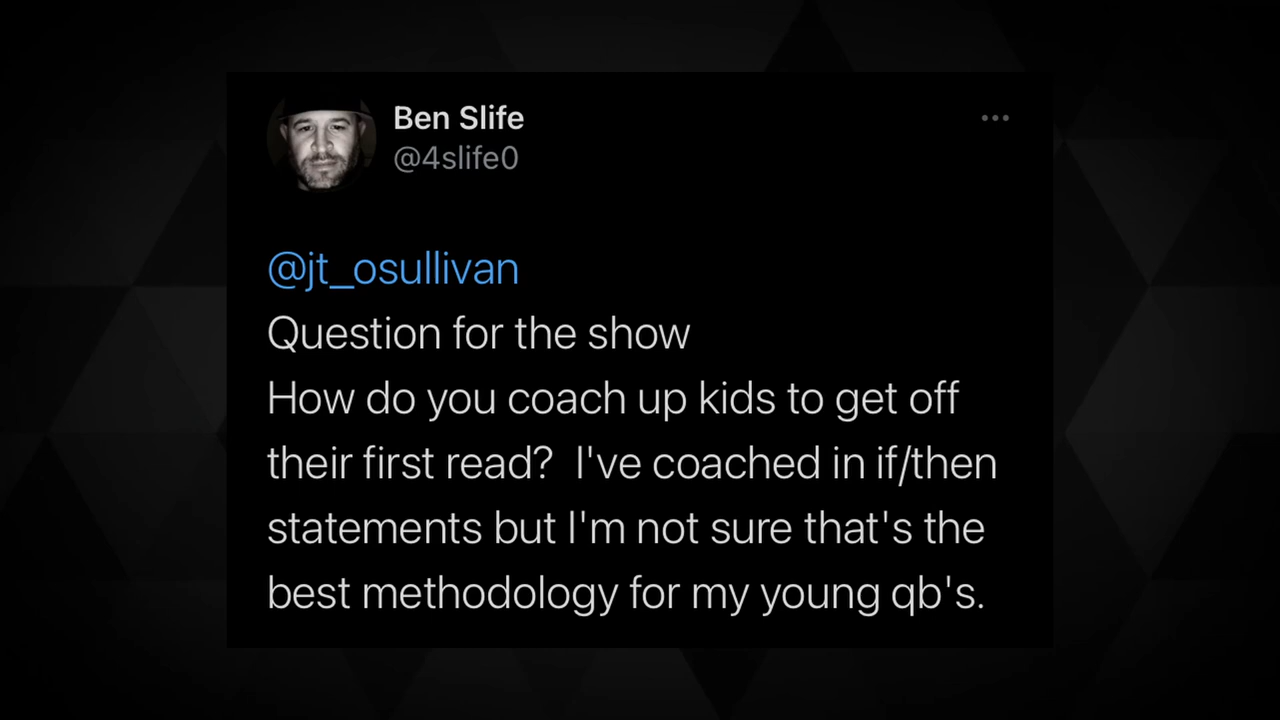 Ben Slife
@4slife0
@jt_osullivan
Question for the show
How do you coach up kids to get off
their first read?  I've coached in if/then
statements but I'm not sure that's the
best methodology for my young qb's.